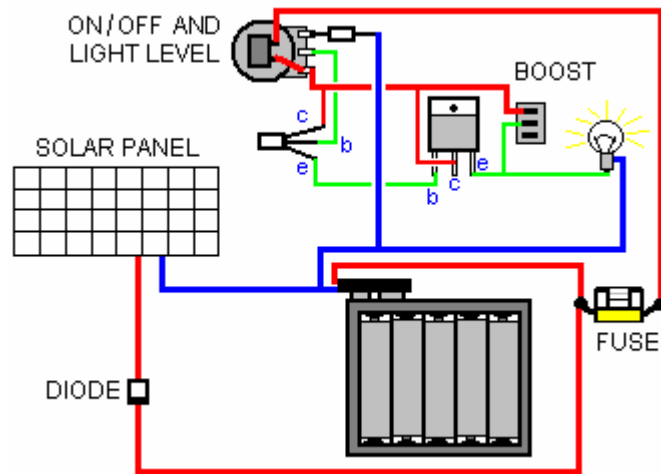 ON/OFF AND
LIGHT LEVEL
BOOST
c
b
e
SOLAR PANEL
e
c
b
FUSE
DIODE